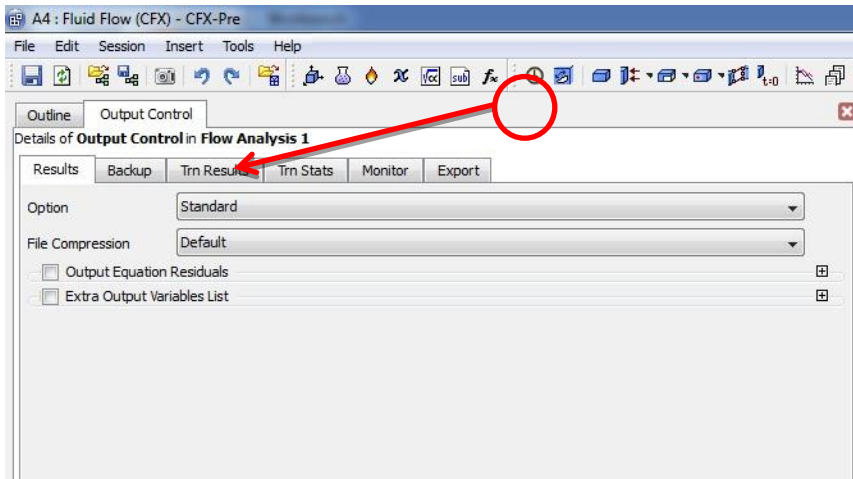 A4 : Fluid Flow (CFX) - CFX-Pre
File Edit Session Insert Tools Help
√α sub f∞ t=0
Outline Output Control
Details of Output Control in Flow Analysis 1
Results Backup Trn Results Trn Stats Monitor Export
Option Standard
File Compression Default
Output Equation Residuals
Extra Output Variables List